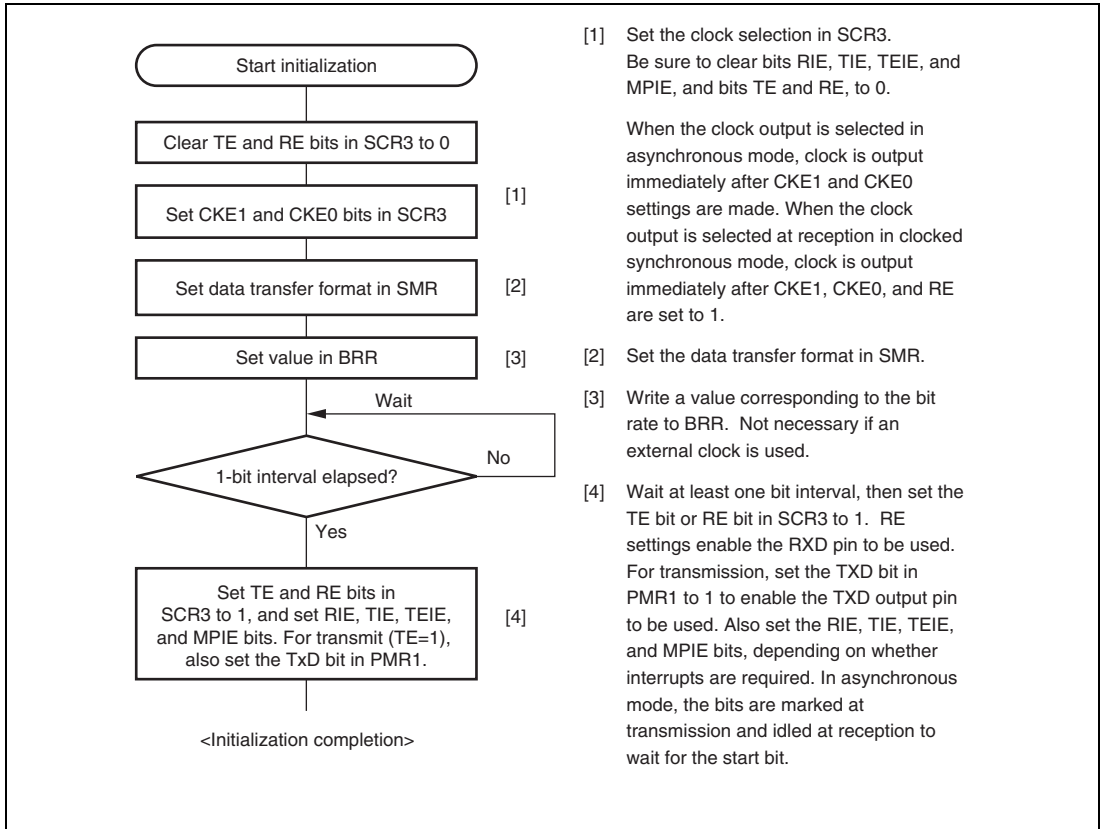 Start initialization
Clear TE and RE bits in SCR3 to 0
Set CKE1 and CKE0 bits in SCR3
[1]
Set data transfer format in SMR
[2]
Set value in BRR
[3]
Wait
1-bit interval elapsed?
No
Yes
Set TE and RE bits in
SCR3 to 1, and set RIE, TIE, TEIE,
and MPIE bits. For transmit (TE=1),
also set the TxD bit in PMR1.
[4]
<Initialization completion>
[1] Set the clock selection in SCR3.
Be sure to clear bits RIE, TIE, TEIE, and
MPIE, and bits TE and RE, to 0.
When the clock output is selected in
asynchronous mode, clock is output
immediately after CKE1 and CKE0
settings are made. When the clock
output is selected at reception in clocked
synchronous mode, clock is output
immediately after CKE1, CKE0, and RE
are set to 1.
[2] Set the data transfer format in SMR.
[3] Write a value corresponding to the bit
rate to BRR. Not necessary if an
external clock is used.
[4] Wait at least one bit interval, then set the
TE bit or RE bit in SCR3 to 1. RE
settings enable the RXD pin to be used.
For transmission, set the TXD bit in
PMR1 to 1 to enable the TXD output pin
to be used. Also set the RIE, TIE, TEIE,
and MPIE bits, depending on whether
interrupts are required. In asynchronous
mode, the bits are marked at
transmission and idled at reception to
wait for the start bit.